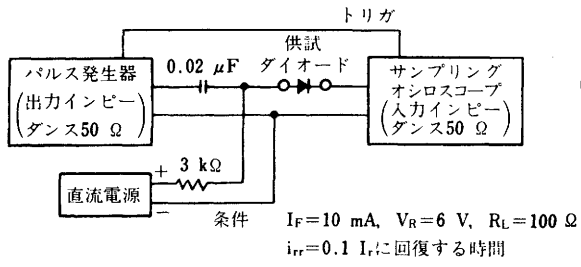 トリガ
0.02 μF
供試
ダイオード
パルス発生器
(出力インピーダンス50 Ω)
サンプリング
オシロスコープ
(入力インピーダンス50 Ω)
+
3 kΩ
直流電源
−
条件
IF=10 mA, VR=6 V, RL=100 Ω
irr=0.1 Irに回復する時間